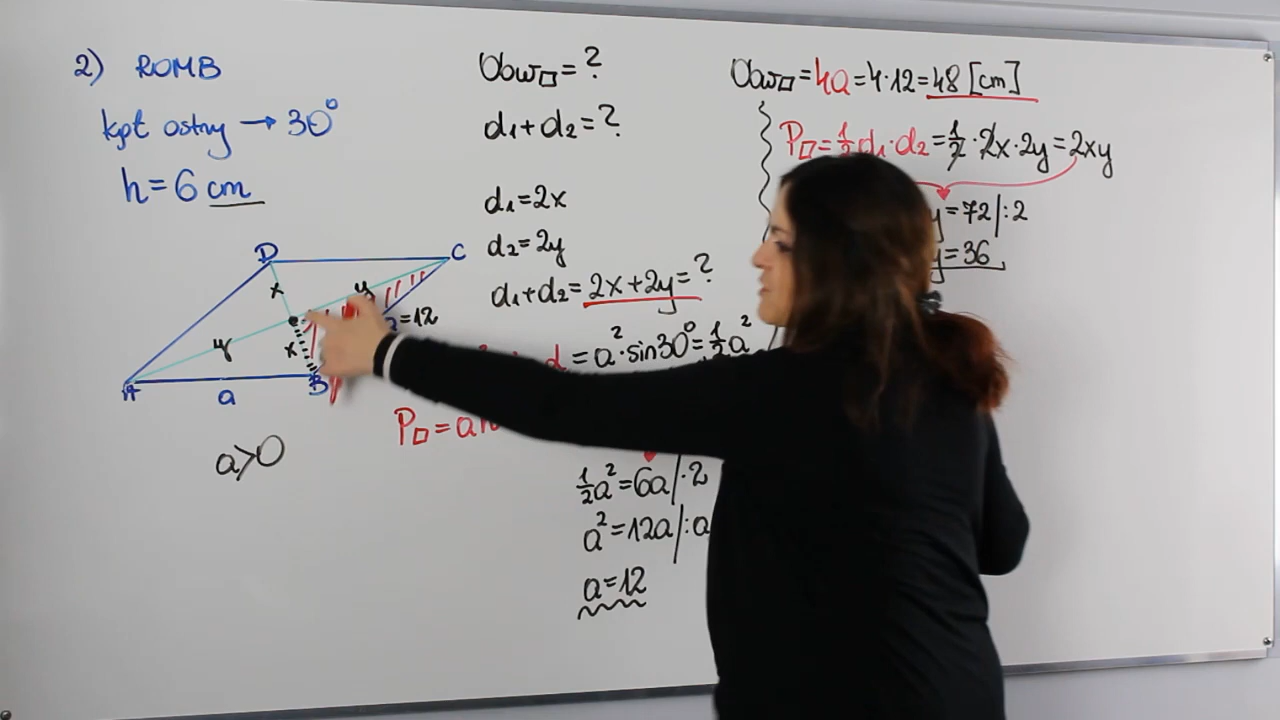 2) ROMB
kąt ostry → 30°
h = 6 cm
D
C
x
y
y
x
=12
A
a
B
a>0
Obw▱ = ?
d₁ + d₂ = ?
d₁ = 2x
d₂ = 2y
d₁ + d₂ = 2x + 2y = ?
= a² · sin30° = ½a²
P▱ = ah
½a² = 6a |·2
a² = 12a |:a
a = 12
Obw▱ = 4a = 4·12 = 48 [cm]
P▱ = ½ d₁ · d₂ = ½ · 2x · 2y = 2xy
y = 72 |:2
y = 36